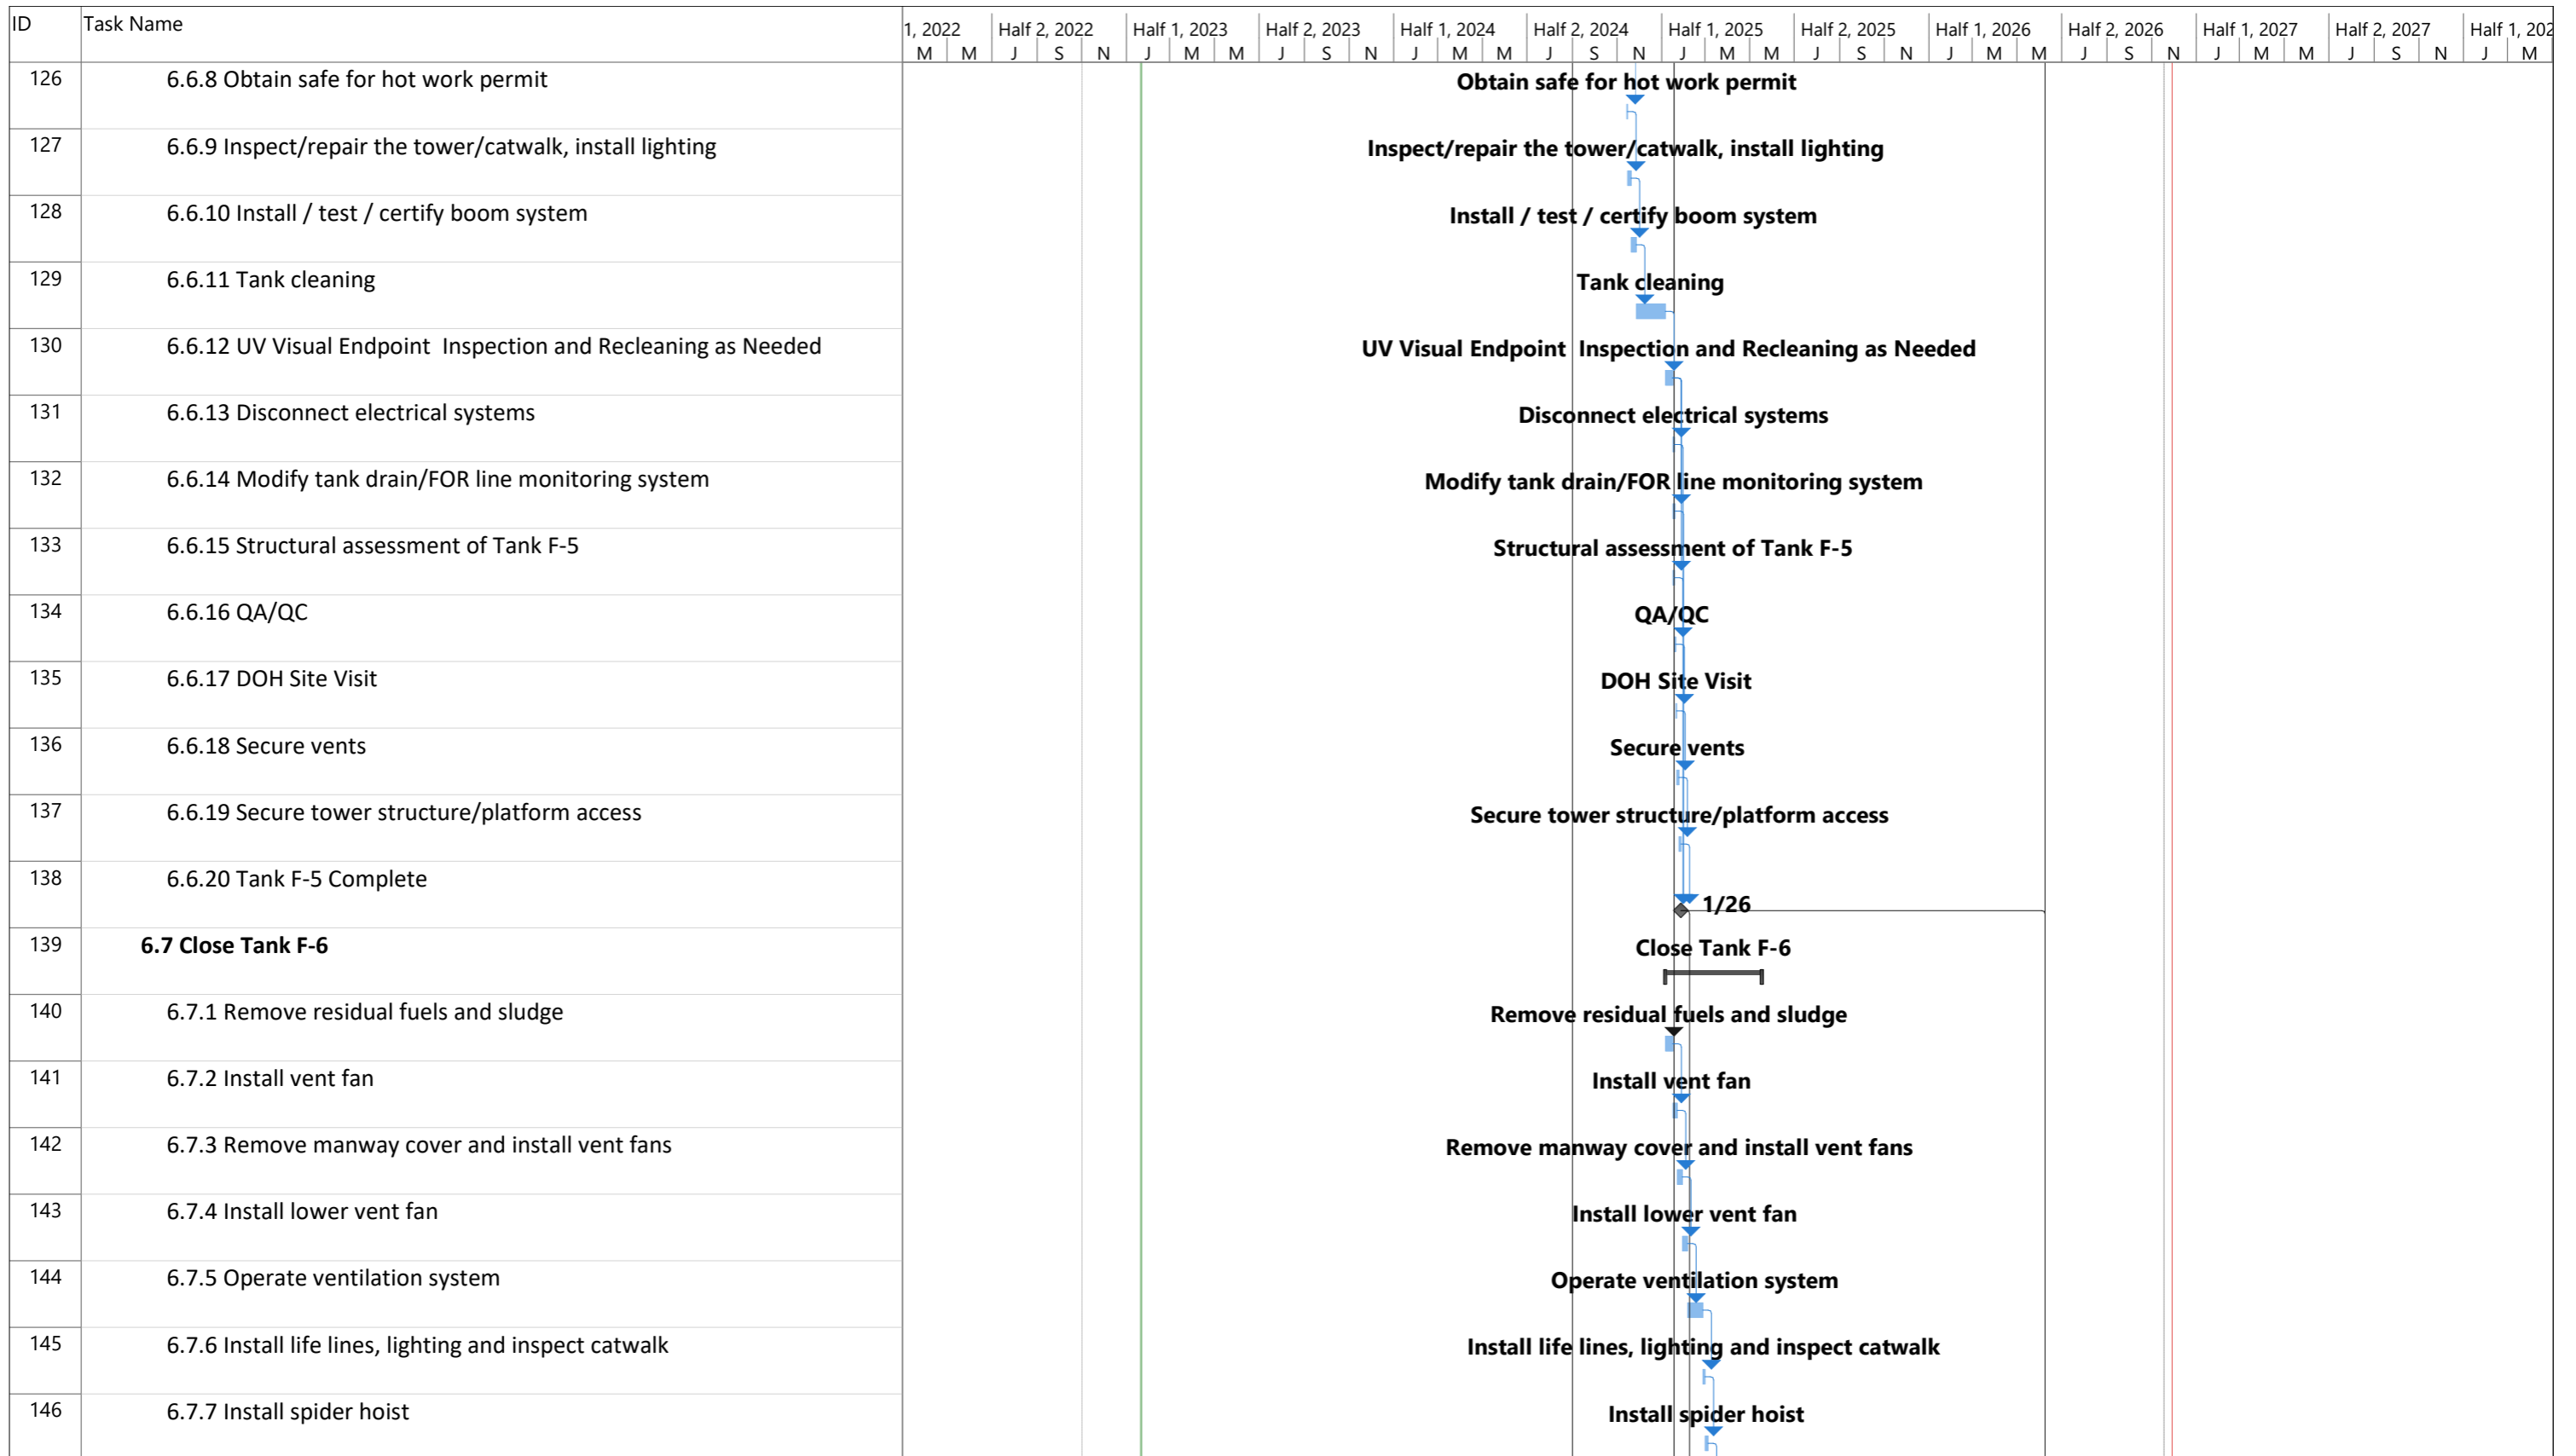 ID Task Name 1, 2022 Half 2, 2022 Half 1, 2023 Half 2, 2023 Half 1, 2024 Half 2, 2024 Half 1, 2025 Half 2, 2025 Half 1, 2026 Half 2, 2026 Half 1, 2027 Half 2, 2027 Half 1, 202
M M J S N J M M J S N J M M J S N J M M J S N J M M J S N J M M J S N J M
126 6.6.8 Obtain safe for hot work permit Obtain safe for hot work permit
127 6.6.9 Inspect/repair the tower/catwalk, install lighting Inspect/repair the tower/catwalk, install lighting
128 6.6.10 Install / test / certify boom system Install / test / certify boom system
129 6.6.11 Tank cleaning Tank cleaning
130 6.6.12 UV Visual Endpoint  Inspection and Recleaning as Needed UV Visual Endpoint  Inspection and Recleaning as Needed
131 6.6.13 Disconnect electrical systems Disconnect electrical systems
132 6.6.14 Modify tank drain/FOR line monitoring system Modify tank drain/FOR line monitoring system
133 6.6.15 Structural assessment of Tank F-5 Structural assessment of Tank F-5
134 6.6.16 QA/QC QA/QC
135 6.6.17 DOH Site Visit DOH Site Visit
136 6.6.18 Secure vents Secure vents
137 6.6.19 Secure tower structure/platform access Secure tower structure/platform access
138 6.6.20 Tank F-5 Complete 1/26
139 6.7 Close Tank F-6 Close Tank F-6
140 6.7.1 Remove residual fuels and sludge Remove residual fuels and sludge
141 6.7.2 Install vent fan Install vent fan
142 6.7.3 Remove manway cover and install vent fans Remove manway cover and install vent fans
143 6.7.4 Install lower vent fan Install lower vent fan
144 6.7.5 Operate ventilation system Operate ventilation system
145 6.7.6 Install life lines, lighting and inspect catwalk Install life lines, lighting and inspect catwalk
146 6.7.7 Install spider hoist Install spider hoist